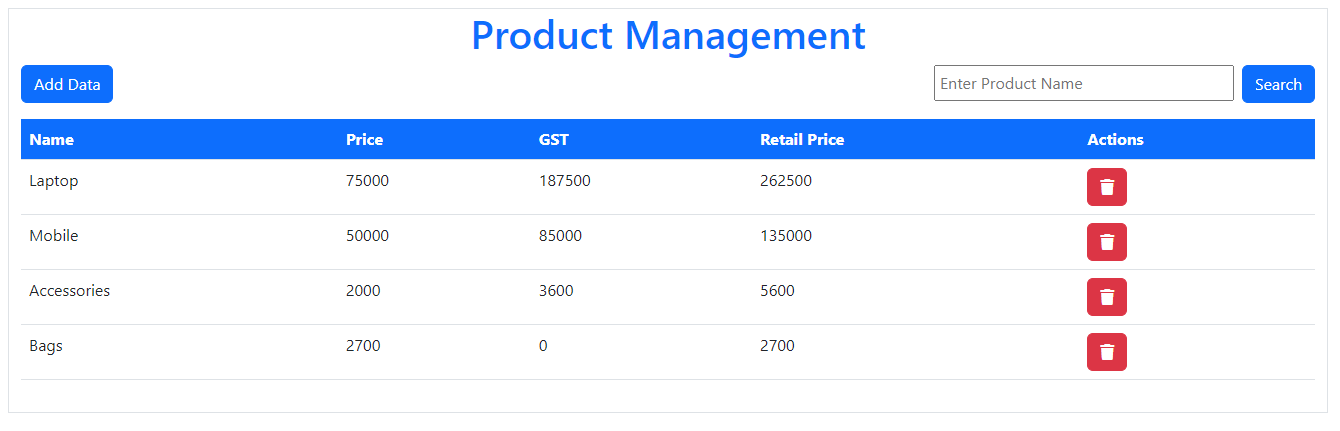 Product Management
Add Data Enter Product Name Search
Name Price GST Retail Price Actions
Laptop 75000 187500 262500
Mobile 50000 85000 135000
Accessories 2000 3600 5600
Bags 2700 0 2700